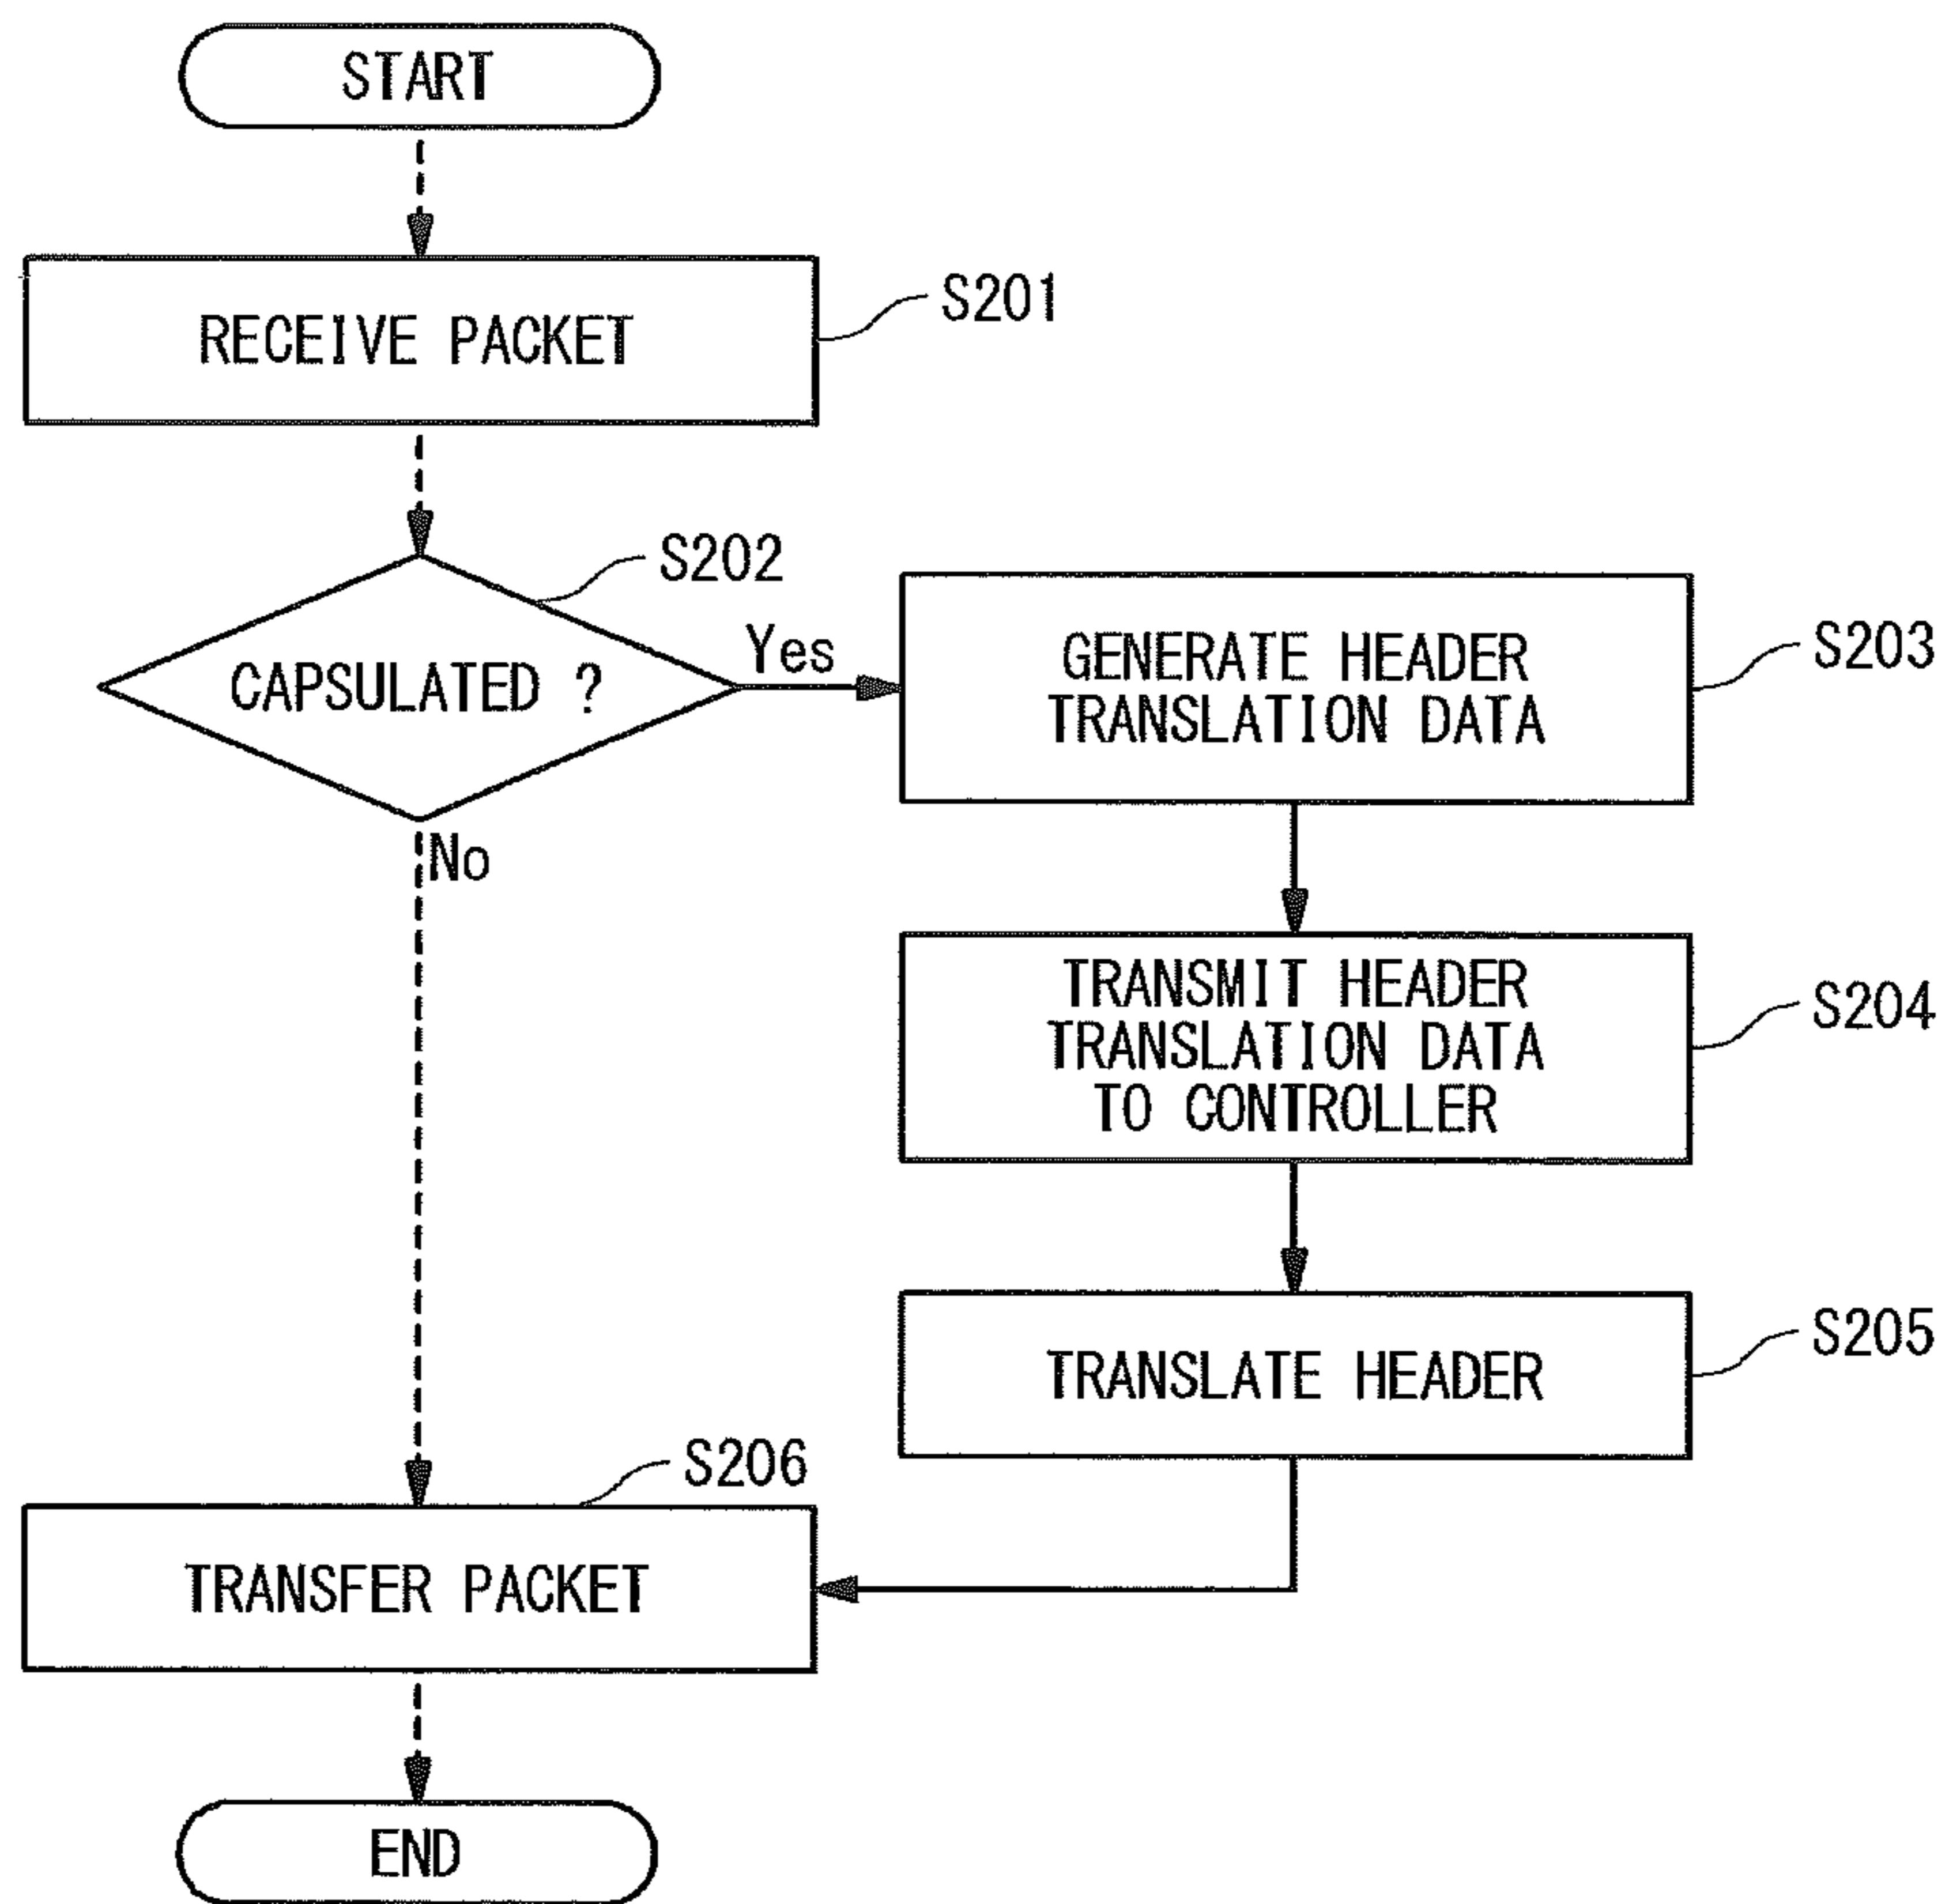 START
RECEIVE PACKET
S201
CAPSULATED ?
S202
Yes
No
GENERATE HEADER
TRANSLATION DATA
S203
TRANSMIT HEADER
TRANSLATION DATA
TO CONTROLLER
S204
TRANSLATE HEADER
S205
S206
TRANSFER PACKET
END